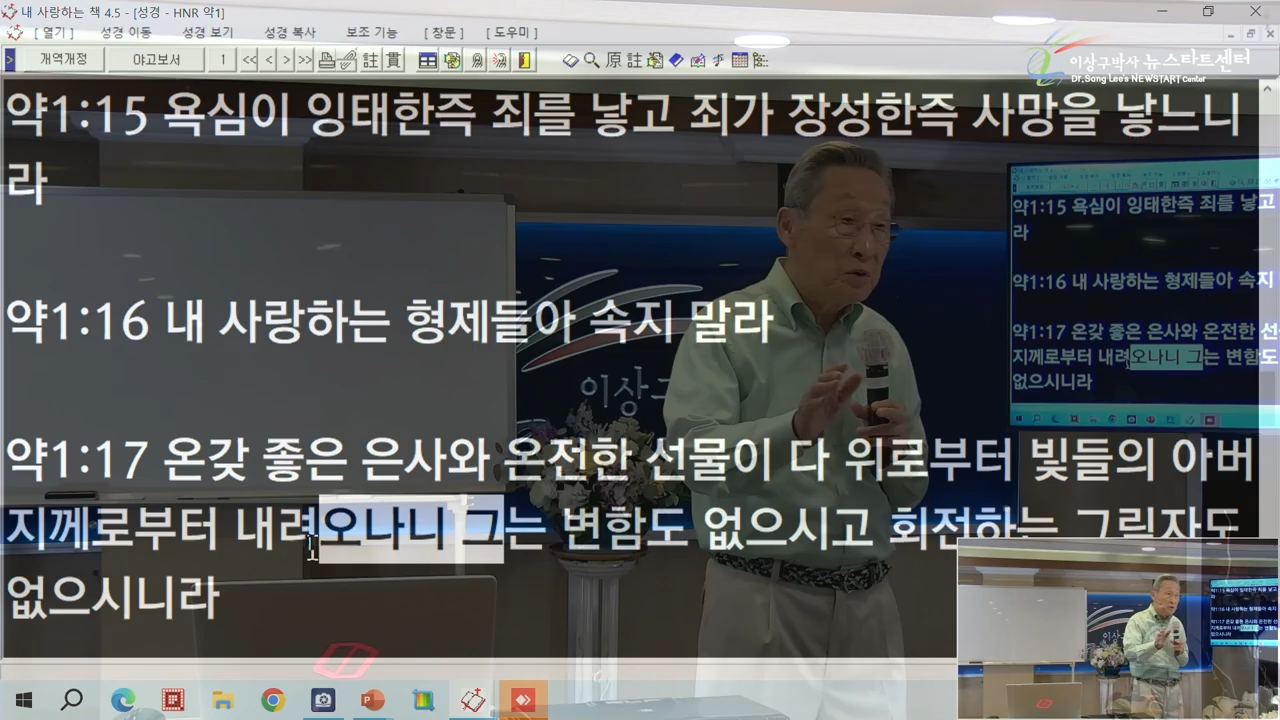 내 사랑하는 책 4.5 - [성경 - HNR 약1]
[ 열기 ] 성경 이동 성경 보기 성경 복사 보조 기능 [ 창문 ] [ 도우미 ]
개역개정 야고보서 1 << < > >> 註 貫 原 註
이상구박사 뉴스타트센터
Dr. Sang Lee's NEWSTART Center
약1:15 욕심이 잉태한즉 죄를 낳고 죄가 장성한즉 사망을 낳느니
라
약1:16 내 사랑하는 형제들아 속지 말라
약1:17 온갖 좋은 은사와 온전한 선물이 다 위로부터 빛들의 아버
지께로부터 내려오나니 그는 변함도 없으시고 회전하는 그림자도
없으시니라
약1:15 욕심이 잉태한즉 죄를 낳고
라
약1:16 내 사랑하는 형제들아 속지
약1:17 온갖 좋은 은사와 온전한 선
지께로부터 내려오나니 그는 변함도
없으시니라
이상구